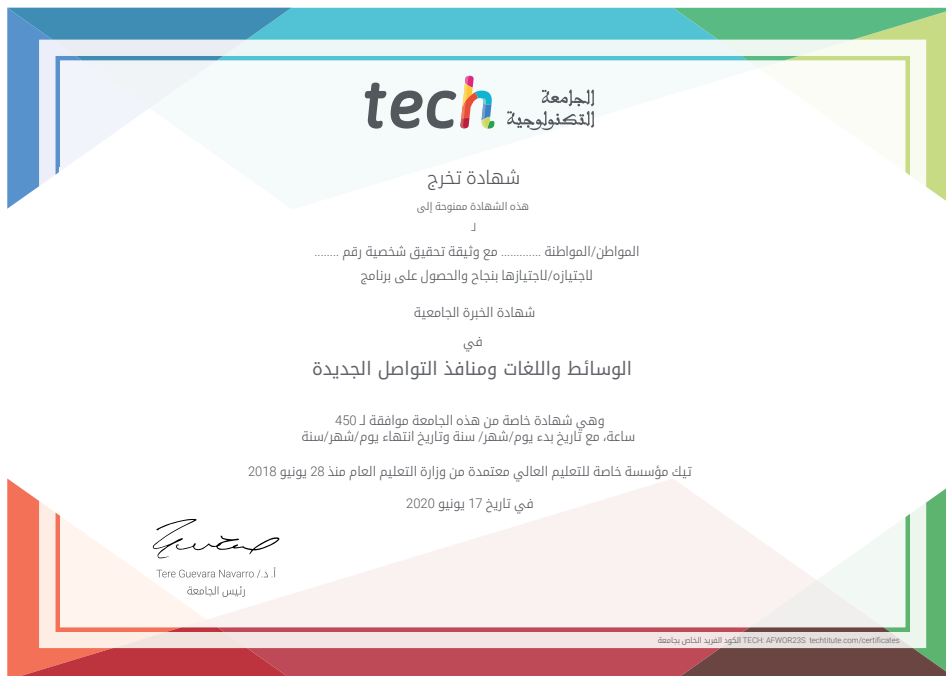 tech الجامعة
التكنولوجية
شهادة تخرج
هذه الشهادة ممنوحة إلى
لـ
المواطن/المواطنة ............ مع وثيقة تحقيق شخصية رقم ........
لاجتيازه/لاجتيازها بنجاح والحصول على برنامج
شهادة الخبرة الجامعية
في
الوسائط واللغات ومنافذ التواصل الجديدة
وهي شهادة خاصة من هذه الجامعة موافقة لـ 450
ساعة، مع تاريخ بدء يوم/شهر/ سنة وتاريخ انتهاء يوم/شهر/سنة
تيك مؤسسة خاصة للتعليم العالي معتمدة من وزارة التعليم العام منذ 28 يونيو 2018
في تاريخ 17 يونيو 2020
أ. د./ Tere Guevara Navarro
رئيس الجامعة
الكود الفريد الخاص بجامعة TECH: AFWOR23S techtitute.com/certificates